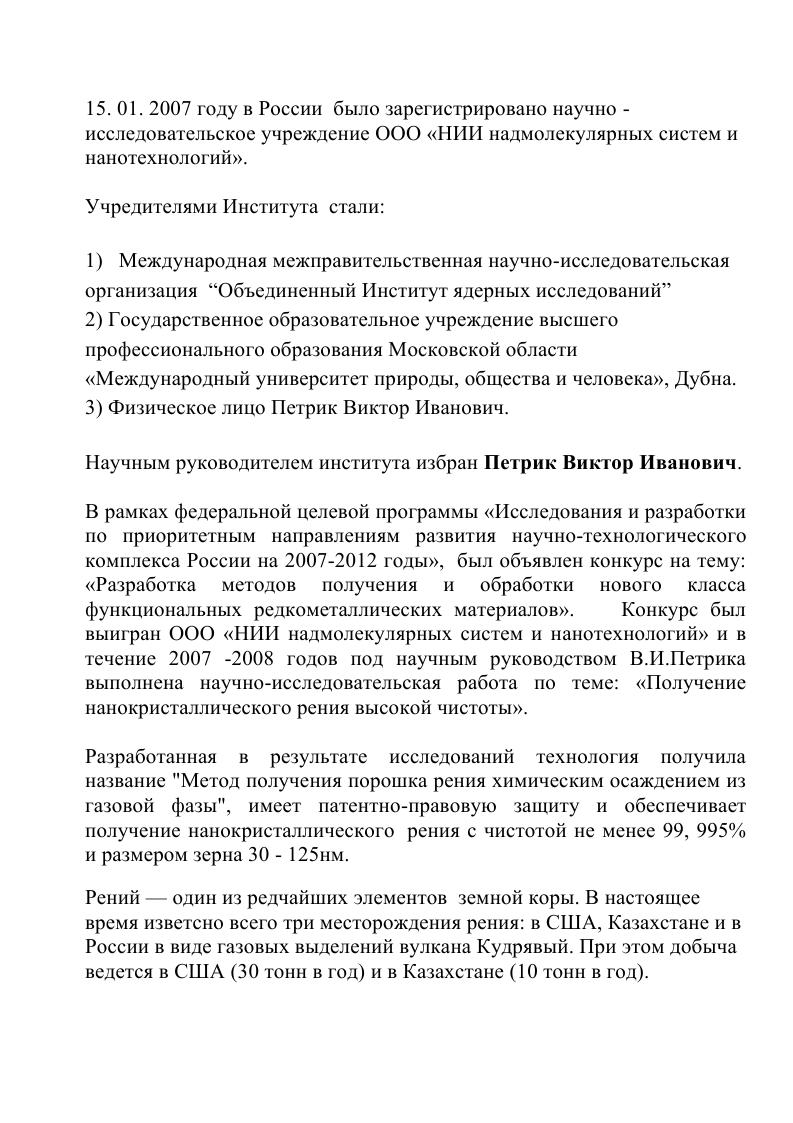 15. 01. 2007 году в России  было зарегистрировано научно -
исследовательское учреждение ООО «НИИ надмолекулярных систем и
нанотехнологий».
Учредителями Института  стали:
1)   Международная межправительственная научно-исследовательская
организация  “Объединенный Институт ядерных исследований”
2) Государственное образовательное учреждение высшего
профессионального образования Московской области
«Международный университет природы, общества и человека», Дубна.
3) Физическое лицо Петрик Виктор Иванович.
Научным руководителем института избран Петрик Виктор Иванович.
В рамках федеральной целевой программы «Исследования и разработки
по приоритетным направлениям развития научно-технологического
комплекса России на 2007-2012 годы»,  был объявлен конкурс на тему:
«Разработка методов получения и обработки нового класса
функциональных редкометаллических материалов».    Конкурс был
выигран ООО «НИИ надмолекулярных систем и нанотехнологий» и в
течение 2007 -2008 годов под научным руководством В.И.Петрика
выполнена научно-исследовательская работа по теме: «Получение
нанокристаллического рения высокой чистоты».
Разработанная в результате исследований технология получила
название "Метод получения порошка рения химическим осаждением из
газовой фазы", имеет патентно-правовую защиту и обеспечивает
получение нанокристаллического  рения с чистотой не менее 99, 995%
и размером зерна 30 - 125нм.
Рений — один из редчайших элементов  земной коры. В настоящее
время изветсно всего три месторождения рения: в США, Казахстане и в
России в виде газовых выделений вулкана Кудрявый. При этом добыча
ведется в США (30 тонн в год) и в Казахстане (10 тонн в год).